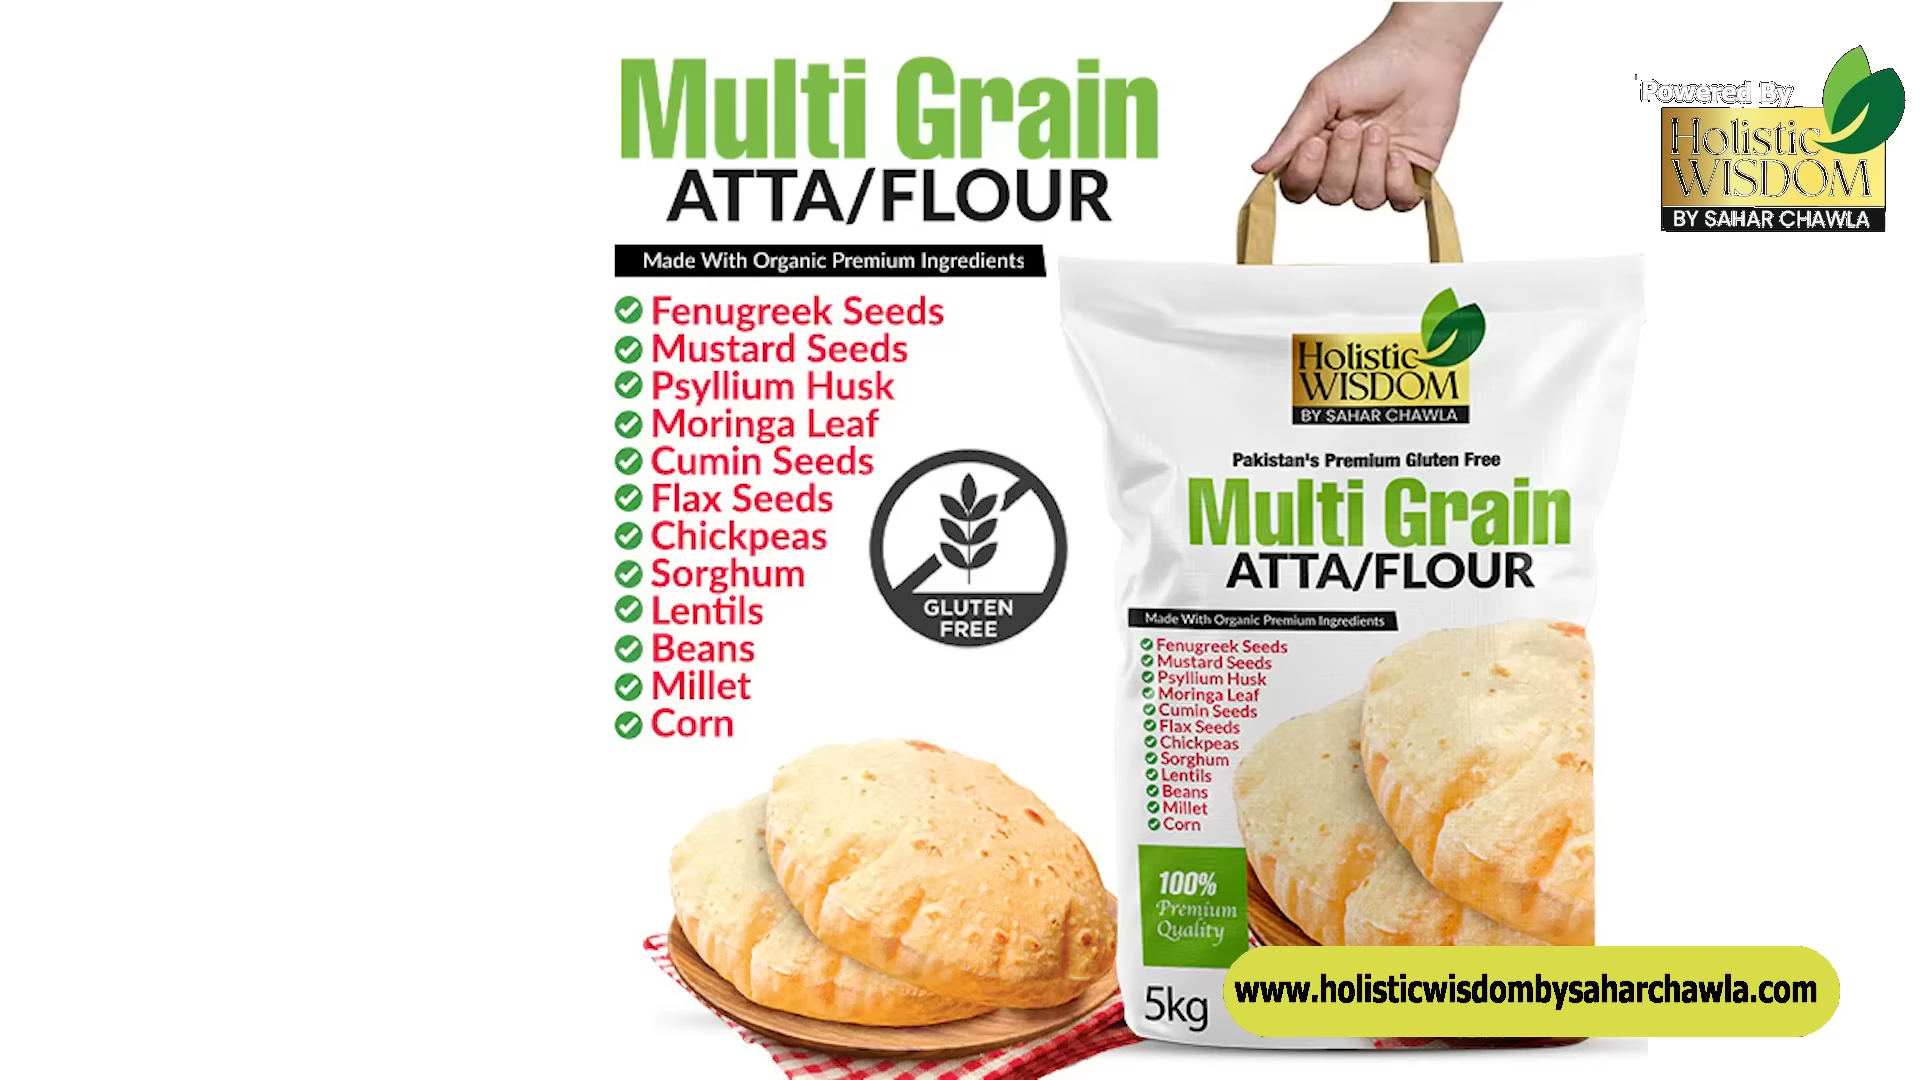 Multi Grain
ATTA/FLOUR
Made With Organic Premium Ingredients
Fenugreek Seeds
Mustard Seeds
Psyllium Husk
Moringa Leaf
Cumin Seeds
Flax Seeds
Chickpeas
Sorghum
Lentils
Beans
Millet
Corn
GLUTEN
FREE
Powered By
Holistic
WISDOM
BY SAHAR CHAWLA
Holistic
WISDOM
BY SAHAR CHAWLA
Pakistan's Premium Gluten Free
Multi Grain
ATTA/FLOUR
Made With Organic Premium Ingredients
Fenugreek Seeds
Mustard Seeds
Psyllium Husk
Moringa Leaf
Cumin Seeds
Flax Seeds
Chickpeas
Sorghum
Lentils
Beans
Millet
Corn
100%
Premium
Quality
5kg
www.holisticwisdombysaharchawla.com